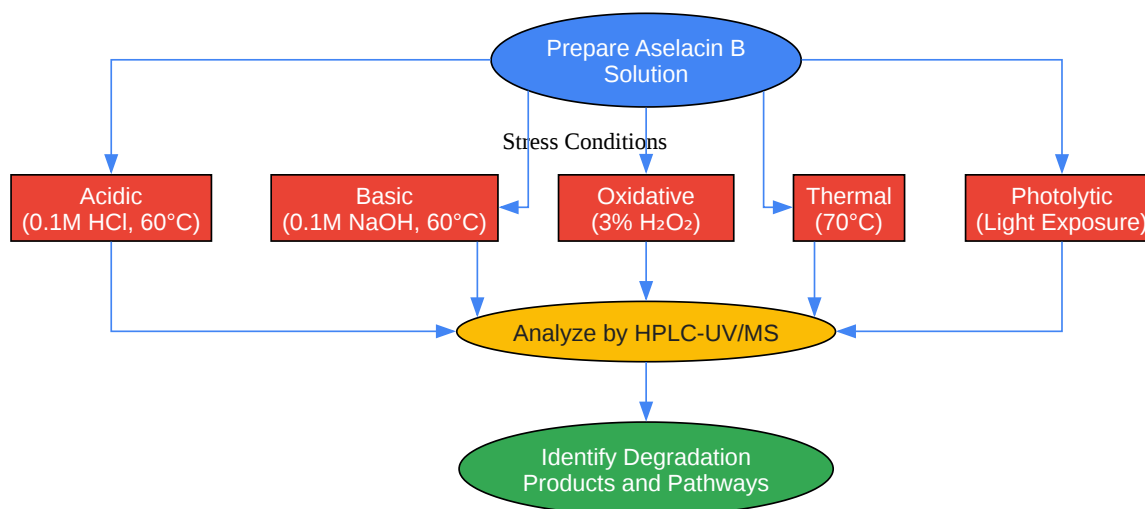 Prepare Aselacin B
Solution
Stress Conditions
Acidic
(0.1M HCl, 60°C)
Basic
(0.1M NaOH, 60°C)
Oxidative
(3% H₂O₂)
Thermal
(70°C)
Photolytic
(Light Exposure)
Analyze by HPLC-UV/MS
Identify Degradation
Products and Pathways